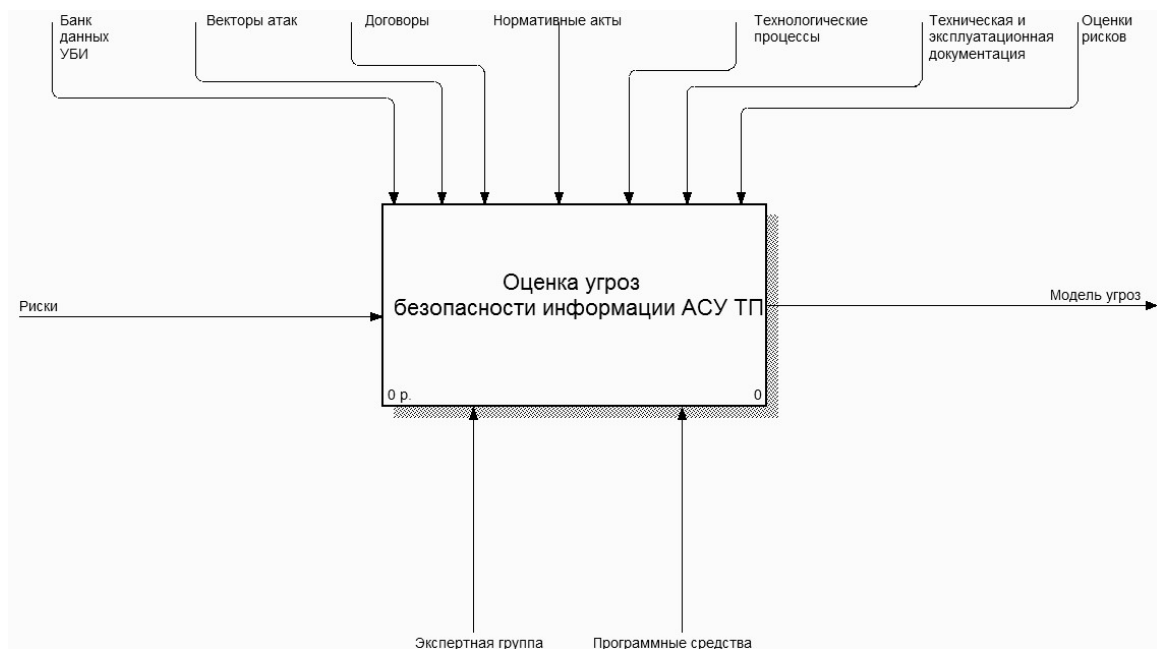 Банк
данных
УБИ
Векторы атак
Договоры
Нормативные акты
Технологические
процессы
Техническая и
эксплуатационная
документация
Оценки
рисков
Риски
Оценка угроз
безопасности информации АСУ ТП
0 р.
0
Модель угроз
Экспертная группа
Программные средства